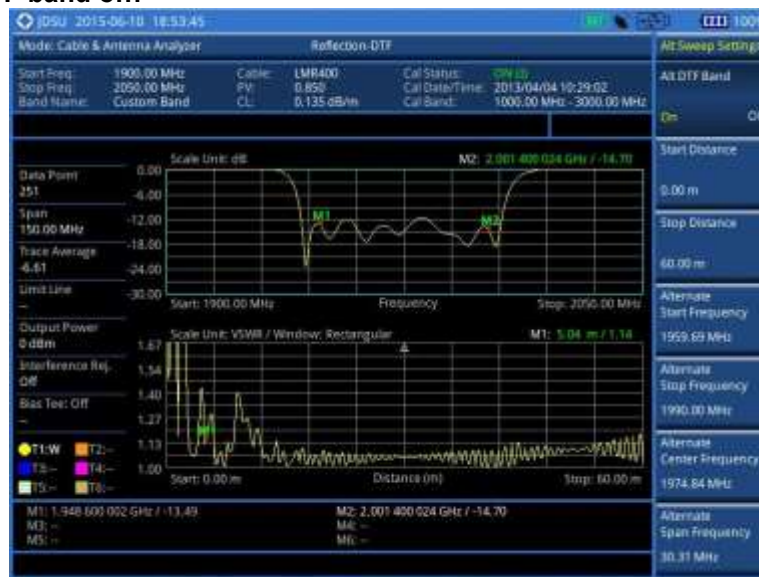 JDSU 2015-06-10 18:53:45
100%
Mode: Cable & Antenna Analyzer
Reflection-DTF
Alt Sweep Settings
Start Freq: 1900.00 MHz
Stop Freq: 2050.00 MHz
Band Name: Custom Band
Cable: LMR400
PV: 0.850
CL: 0.135 dB/m
Cal Status:
Cal Date/Time: 2013/04/04 10:29:02
Cal Band: 1000.00 MHz - 3000.00 MHz
Alt DTF Band
On
Data Point
251
Span
150.00 MHz
Trace Average
-6.61
Limit Line
--
Output Power
0 dBm
Interference Rej.
Off
Bias Tee: Off
--
T1:W T2:--
T3:-- T4:--
T5:-- T6:--
Scale Unit: dB
M2: 2.001 400 024 GHz / -14.70
0.00
-6.00
-12.00
-18.00
-24.00
-30.00
M1
M2
Start: 1900.00 MHz
Frequency
Stop: 2050.00 MHz
Scale Unit: VSWR / Window: Rectangular
M1: 5.04 m / 1.14
1.67
1.54
1.40
1.27
1.13
1.00
M1
Start: 0.00 m
Distance (m)
Stop: 60.00 m
Start Distance
0.00 m
Stop Distance
60.00 m
Alternate
Start Frequency
1959.69 MHz
Alternate
Stop Frequency
1990.00 MHz
Alternate
Center Frequency
1974.84 MHz
Alternate
Span Frequency
30.31 MHz
M1: 1.948 600 002 GHz / -13.49
M2: 2.001 400 024 GHz / -14.70
M3: --
M4: --
M5: --
M6: --